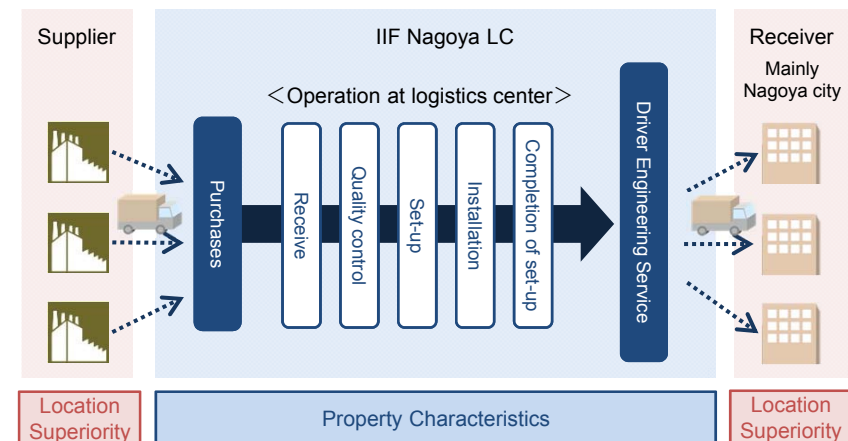 Supplier
IIF Nagoya LC
Receiver
Mainly
Nagoya city
＜Operation at logistics center＞
Purchases
Receive
Quality control
Set-up
Installation
Completion of set-up
Driver Engineering Service
Location
Superiority
Property Characteristics
Location
Superiority